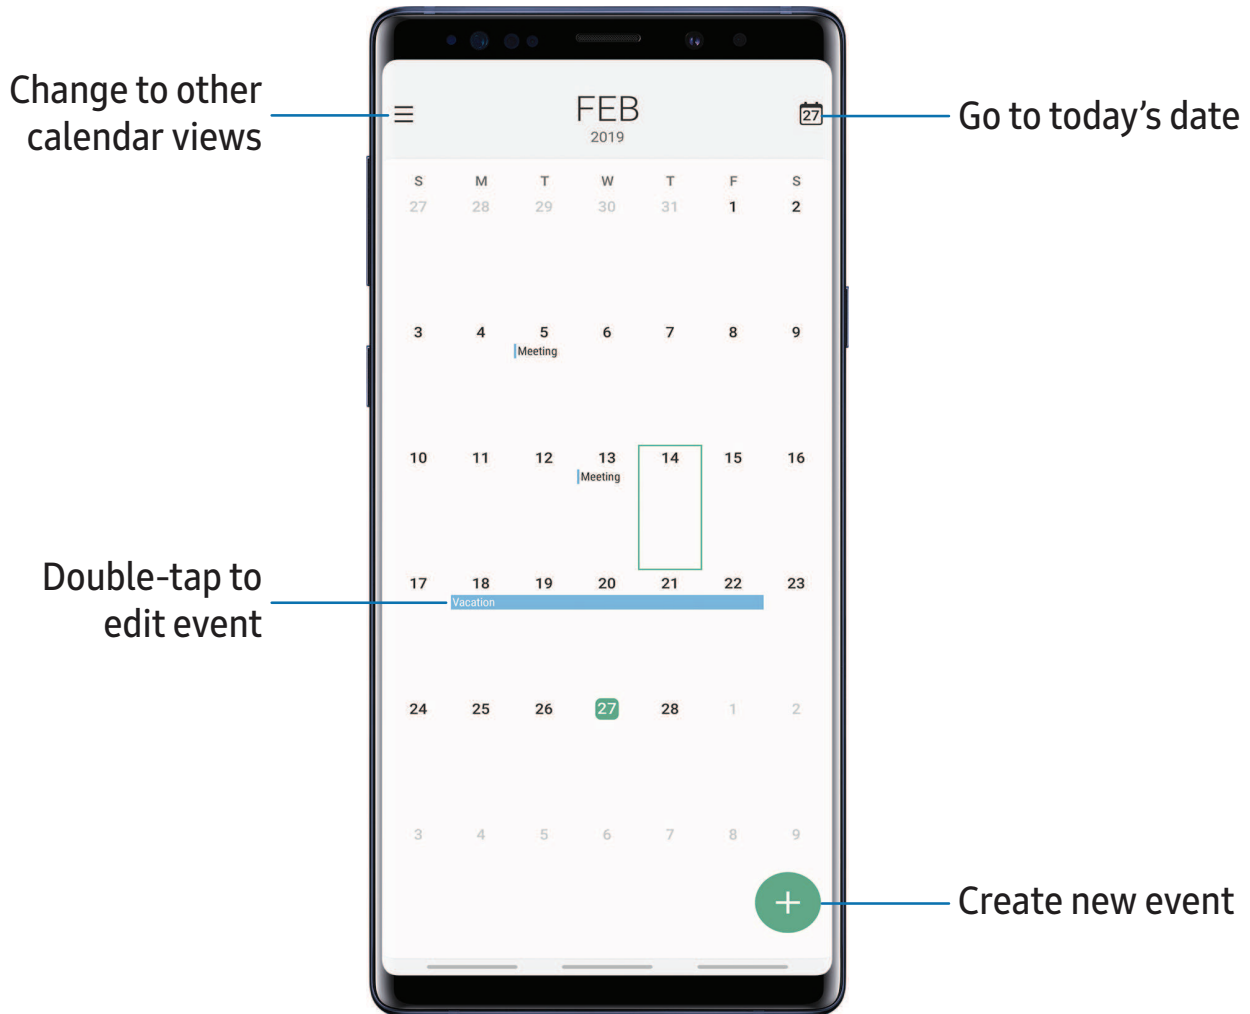 Change to other
calendar views
FEB
2019
27
Go to today’s date
S M T W T F S
27 28 29 30 31 1 2
3 4 5 6 7 8 9
Meeting
10 11 12 13 14 15 16
Meeting
Double-tap to
edit event
17 18 19 20 21 22 23
Vacation
24 25 26 27 28 1 2
3 4 5 6 7 8 9
Create new event